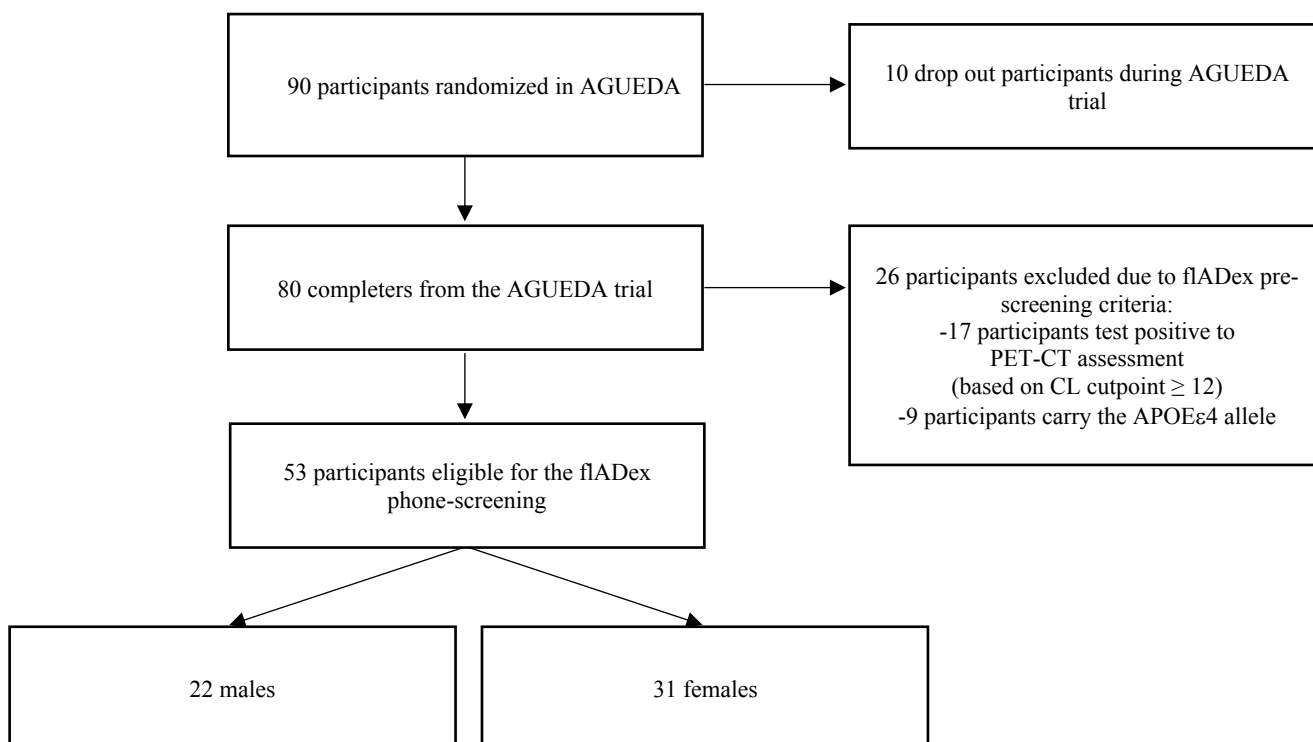 90 participants randomized in AGUEDA
10 drop out participants during AGUEDA
trial
80 completers from the AGUEDA trial
26 participants excluded due to flADex pre-
screening criteria:
-17 participants test positive to
PET-CT assessment
(based on CL cutpoint ≥ 12)
-9 participants carry the APOEε4 allele
53 participants eligible for the flADex
phone-screening
22 males
31 females